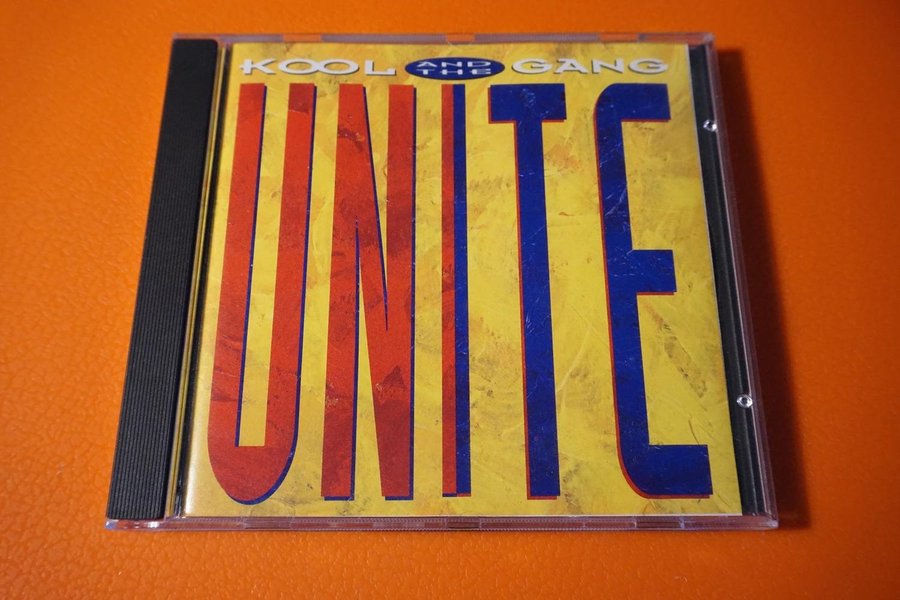 KOOL AND THE GANG
UNITE